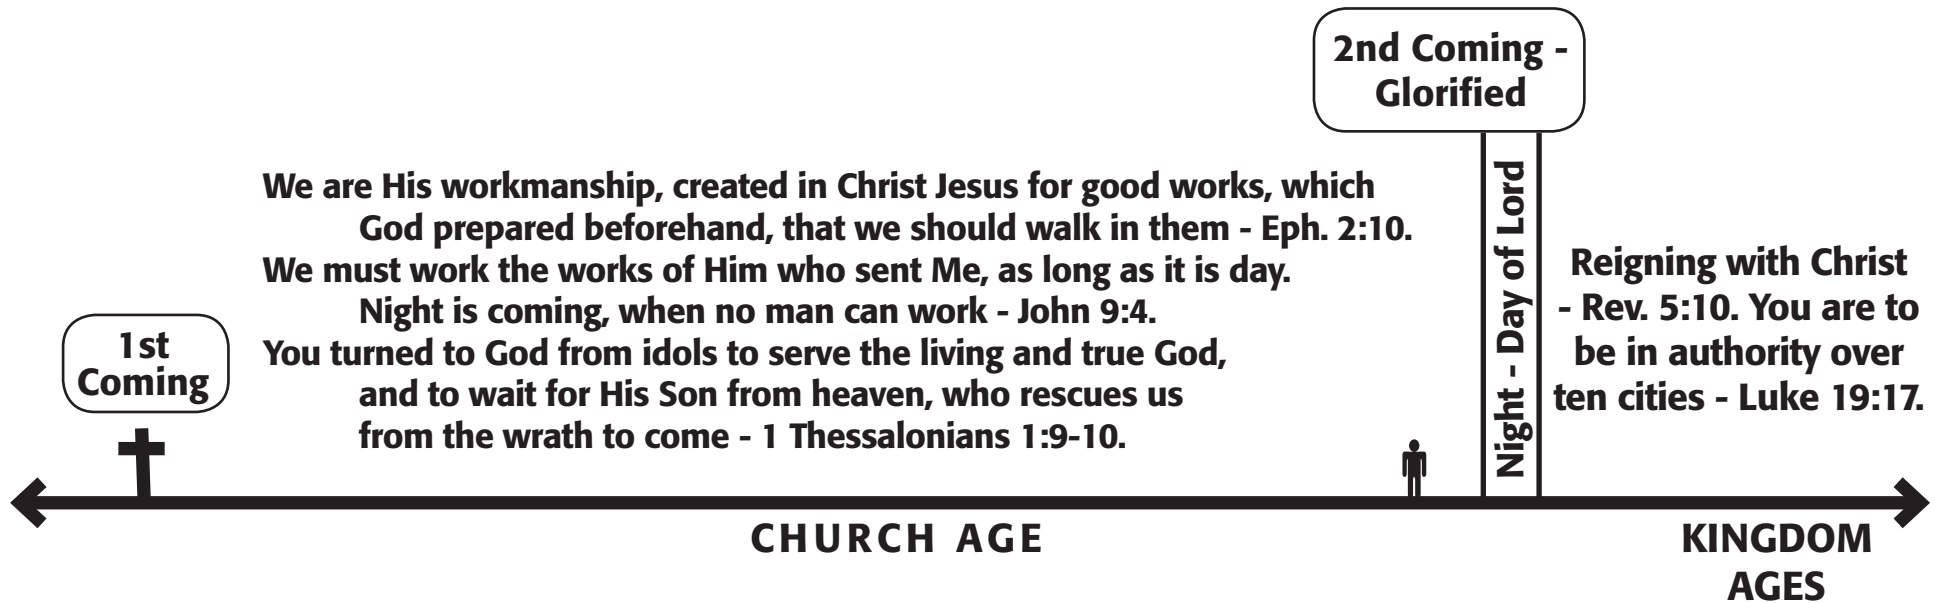 2nd Coming -
Glorified
We are His workmanship, created in Christ Jesus for good works, which
God prepared beforehand, that we should walk in them - Eph. 2:10.
We must work the works of Him who sent Me, as long as it is day.
Night is coming, when no man can work - John 9:4.
You turned to God from idols to serve the living and true God,
and to wait for His Son from heaven, who rescues us
from the wrath to come - 1 Thessalonians 1:9-10.
1st
Coming
Night - Day of Lord
Reigning with Christ
- Rev. 5:10. You are to
be in authority over
ten cities - Luke 19:17.
CHURCH AGE
KINGDOM
AGES